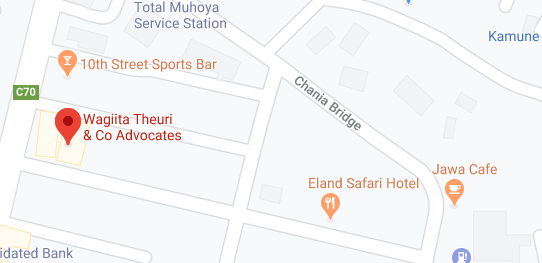 Total Muhoya
Service Station
Kamune
10th Street Sports Bar
C70
Chania Bridge
Wagiita Theuri
& Co Advocates
Jawa Cafe
Eland Safari Hotel
idated Bank